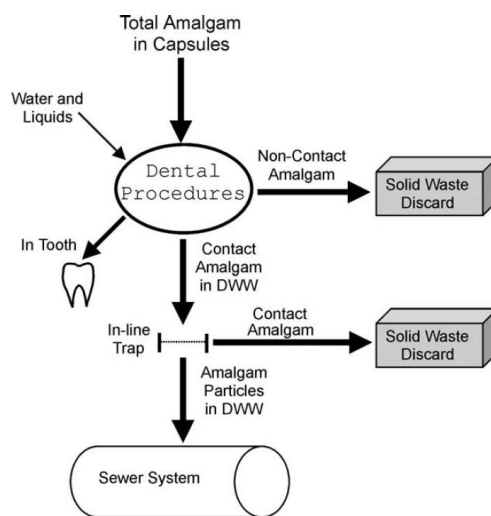 Total Amalgam
in Capsules
Water and
Liquids
Dental
Procedures
Non-Contact
Amalgam
Solid Waste
Discard
In Tooth
Contact
Amalgam
in DWW
In-line
Trap
Contact
Amalgam
Solid Waste
Discard
Amalgam
Particles
in DWW
Sewer System